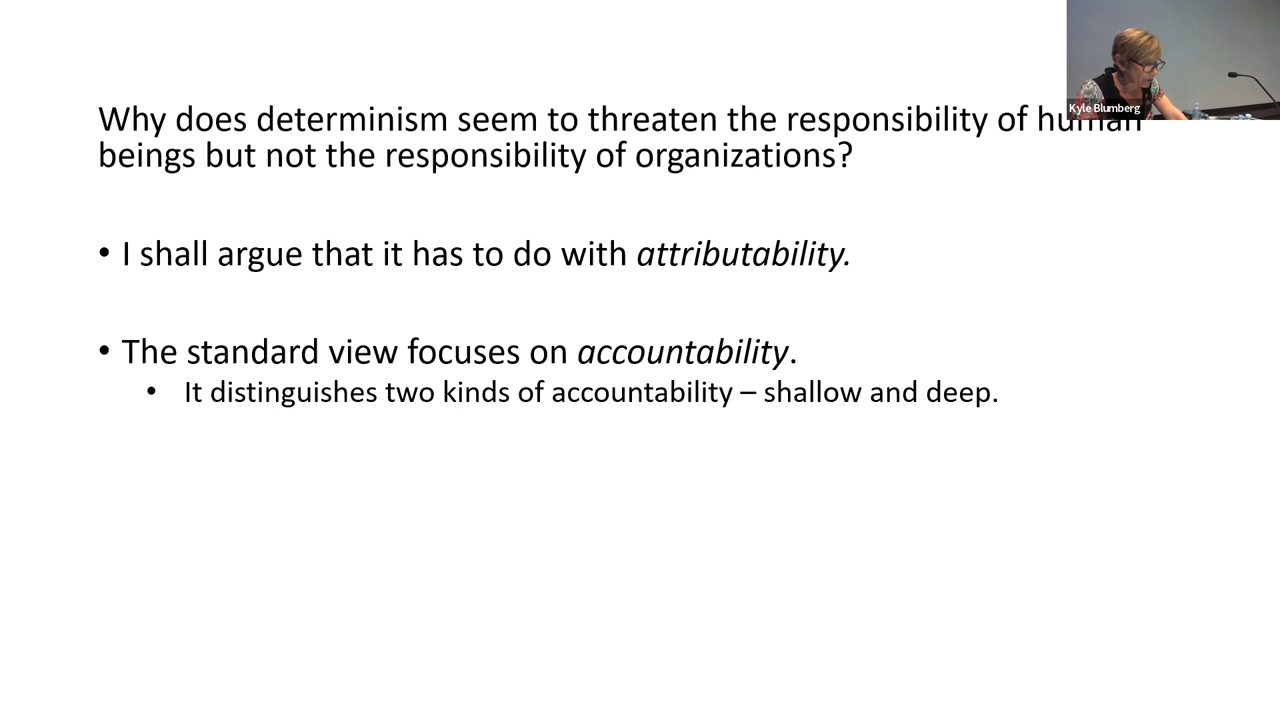 Why does determinism seem to threaten the responsibility of human
beings but not the responsibility of organizations?
• I shall argue that it has to do with attributability.
• The standard view focuses on accountability.
• It distinguishes two kinds of accountability – shallow and deep.
Kyle Blumberg